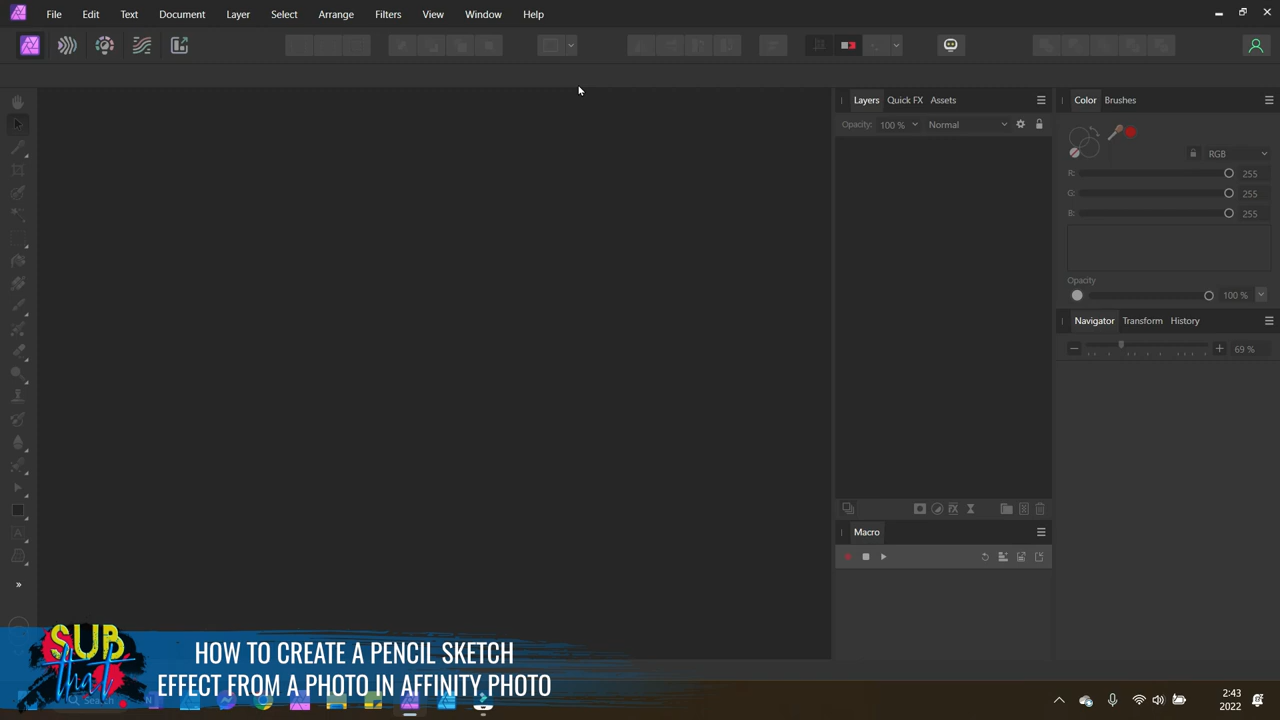 File Edit Text Document Layer Select Arrange Filters View Window Help
Layers Quick FX Assets
Color Brushes
Opacity: 100 % Normal
RGB
R: 255
G: 255
B: 255
Opacity
100 %
Navigator Transform History
69 %
Macro
SUB
that
HOW TO CREATE A PENCIL SKETCH
EFFECT FROM A PHOTO IN AFFINITY PHOTO
Search
2:43
2022